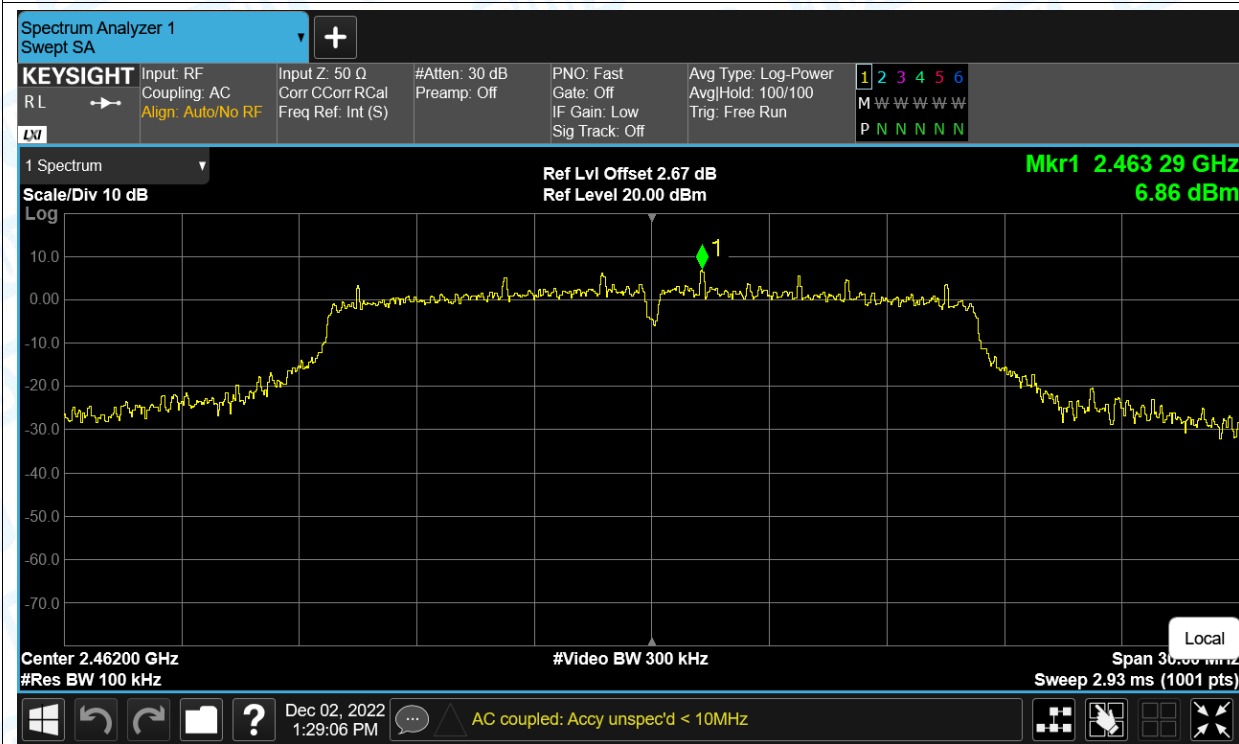 Spectrum Analyzer 1
Swept SA
KEYSIGHT
R L
LXI
Input: RF
Coupling: AC
Align: Auto/No RF
Input Z: 50 Ω
Corr CCorr RCal
Freq Ref: Int (S)
#Atten: 30 dB
Preamp: Off
PNO: Fast
Gate: Off
IF Gain: Low
Sig Track: Off
Avg Type: Log-Power
Avg|Hold: 100/100
Trig: Free Run
1 2 3 4 5 6
M W W W W W
P N N N N N
1 Spectrum
Scale/Div 10 dB
Log
Ref Lvl Offset 2.67 dB
Ref Level 20.00 dBm
Mkr1 2.463 29 GHz
6.86 dBm
1
10.0
0.00
-10.0
-20.0
-30.0
-40.0
-50.0
-60.0
-70.0
Local
Center 2.46200 GHz
#Res BW 100 kHz
#Video BW 300 kHz
Span 30.00 MHz
Sweep 2.93 ms (1001 pts)
?
Dec 02, 2022
1:29:06 PM
AC coupled: Accy unspec'd < 10MHz